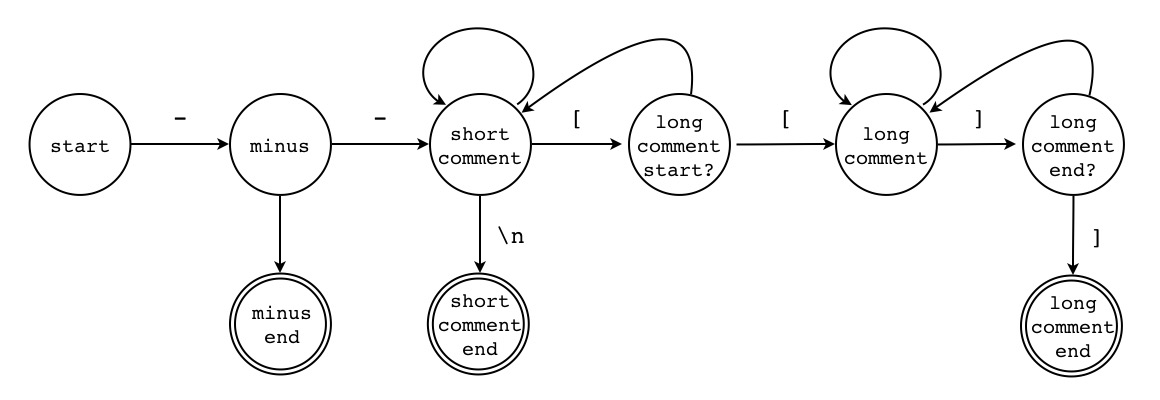 -
-
[
[
]
start
minus
short
comment
long
comment
start?
long
comment
long
comment
end?
\n
]
minus
end
short
comment
end
long
comment
end